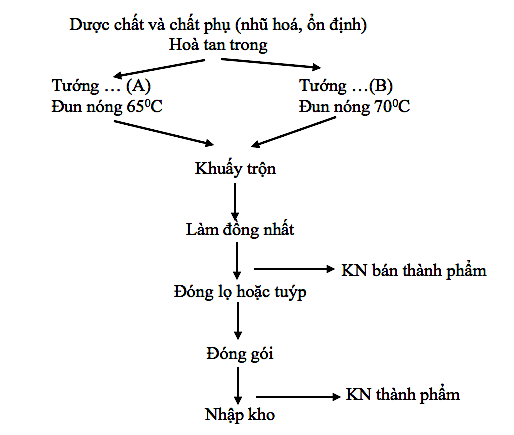 Dược chất và chất phụ (nhũ hoá, ổn định)
Hoà tan trong
Tướng … (A)
Đun nóng 65⁰C
Tướng …(B)
Đun nóng 70⁰C
Khuấy trộn
Làm đồng nhất
KN bán thành phẩm
Đóng lọ hoặc tuýp
Đóng gói
KN thành phẩm
Nhập kho